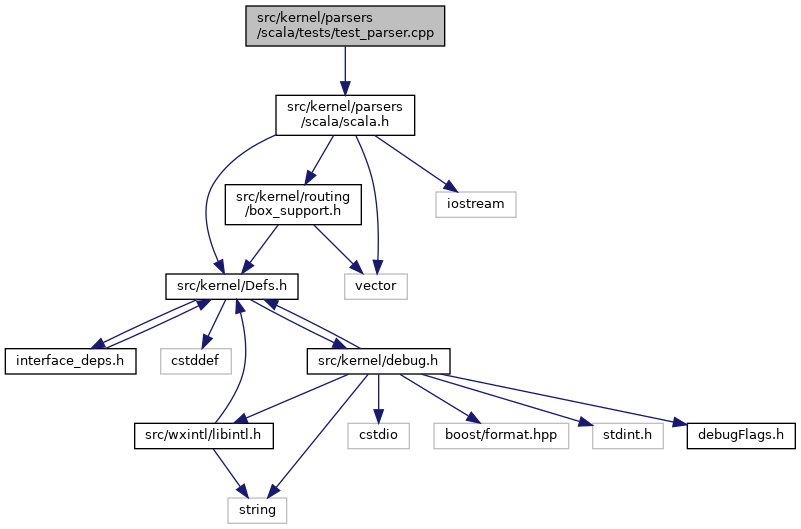 src/kernel/parsers
/scala/tests/test_parser.cpp
src/kernel/parsers
/scala/scala.h
src/kernel/routing
/box_support.h
iostream
src/kernel/Defs.h
vector
interface_deps.h
cstddef
src/kernel/debug.h
src/wxintl/libintl.h
cstdio
boost/format.hpp
stdint.h
debugFlags.h
string